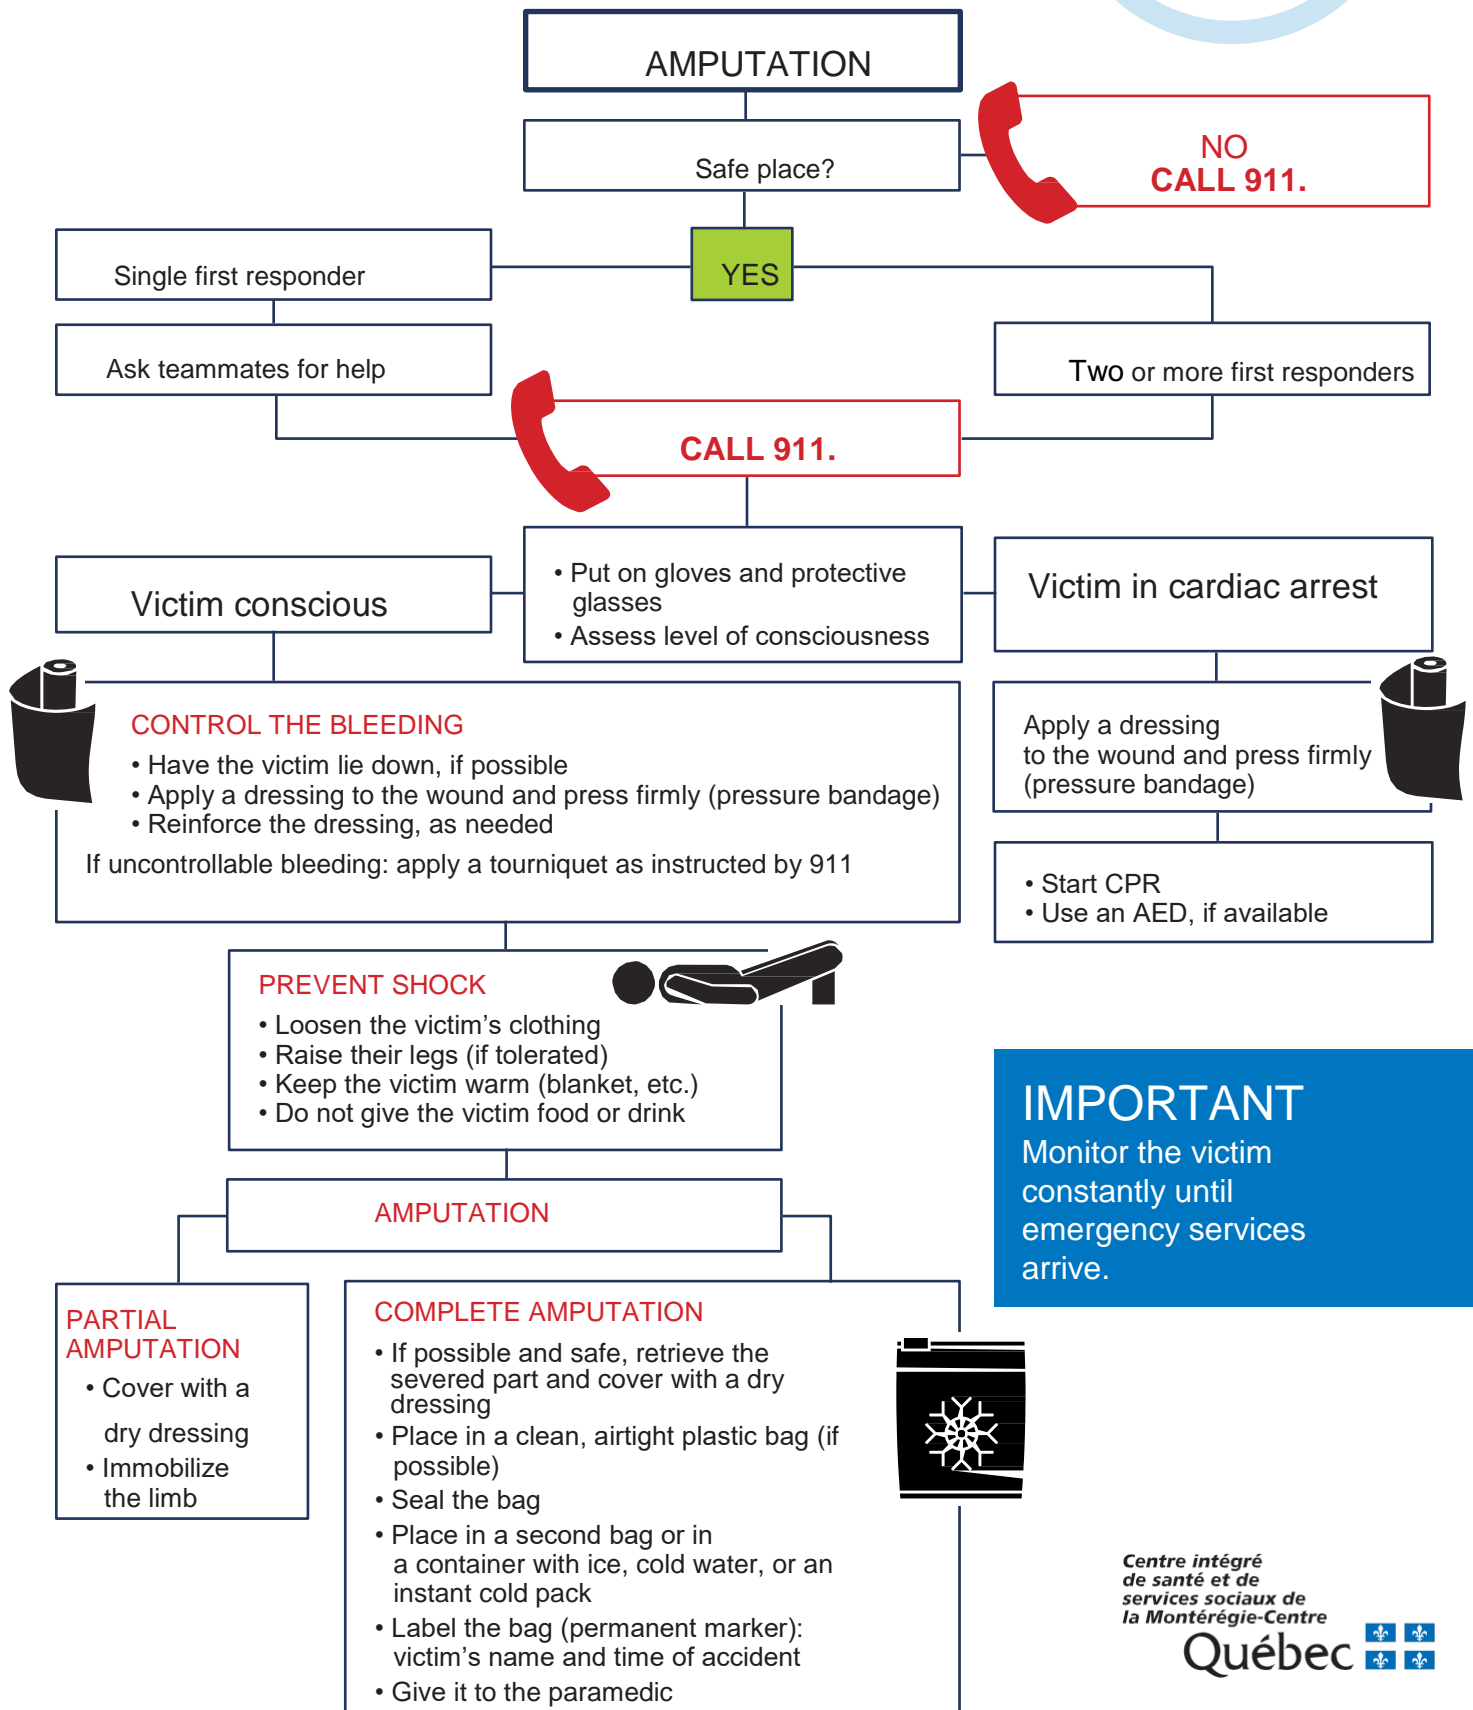 AMPUTATION
Safe place?
NO
CALL 911.
YES
Single first responder
Ask teammates for help
Two or more first responders
CALL 911.
• Put on gloves and protective
glasses
• Assess level of consciousness
Victim conscious
Victim in cardiac arrest
CONTROL THE BLEEDING
• Have the victim lie down, if possible
• Apply a dressing to the wound and press firmly (pressure bandage)
• Reinforce the dressing, as needed
If uncontrollable bleeding: apply a tourniquet as instructed by 911
Apply a dressing
to the wound and press firmly
(pressure bandage)
• Start CPR
• Use an AED, if available
PREVENT SHOCK
• Loosen the victim’s clothing
• Raise their legs (if tolerated)
• Keep the victim warm (blanket, etc.)
• Do not give the victim food or drink
IMPORTANT
Monitor the victim
constantly until
emergency services
arrive.
AMPUTATION
PARTIAL
AMPUTATION
• Cover with a
dry dressing
• Immobilize
the limb
COMPLETE AMPUTATION
• If possible and safe, retrieve the
severed part and cover with a dry
dressing
• Place in a clean, airtight plastic bag (if
possible)
• Seal the bag
• Place in a second bag or in
a container with ice, cold water, or an
instant cold pack
• Label the bag (permanent marker):
victim’s name and time of accident
• Give it to the paramedic
Centre intégré
de santé et de
services sociaux de
la Montérégie-Centre
Québec